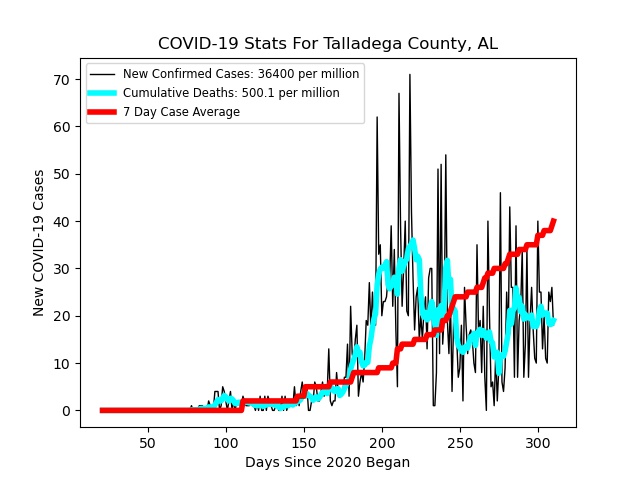 COVID-19 Stats For Talladega County, AL
New Confirmed Cases: 36400 per million
Cumulative Deaths: 500.1 per million
7 Day Case Average
New COVID-19 Cases
70
60
50
40
30
20
10
0
50 100 150 200 250 300
Days Since 2020 Began